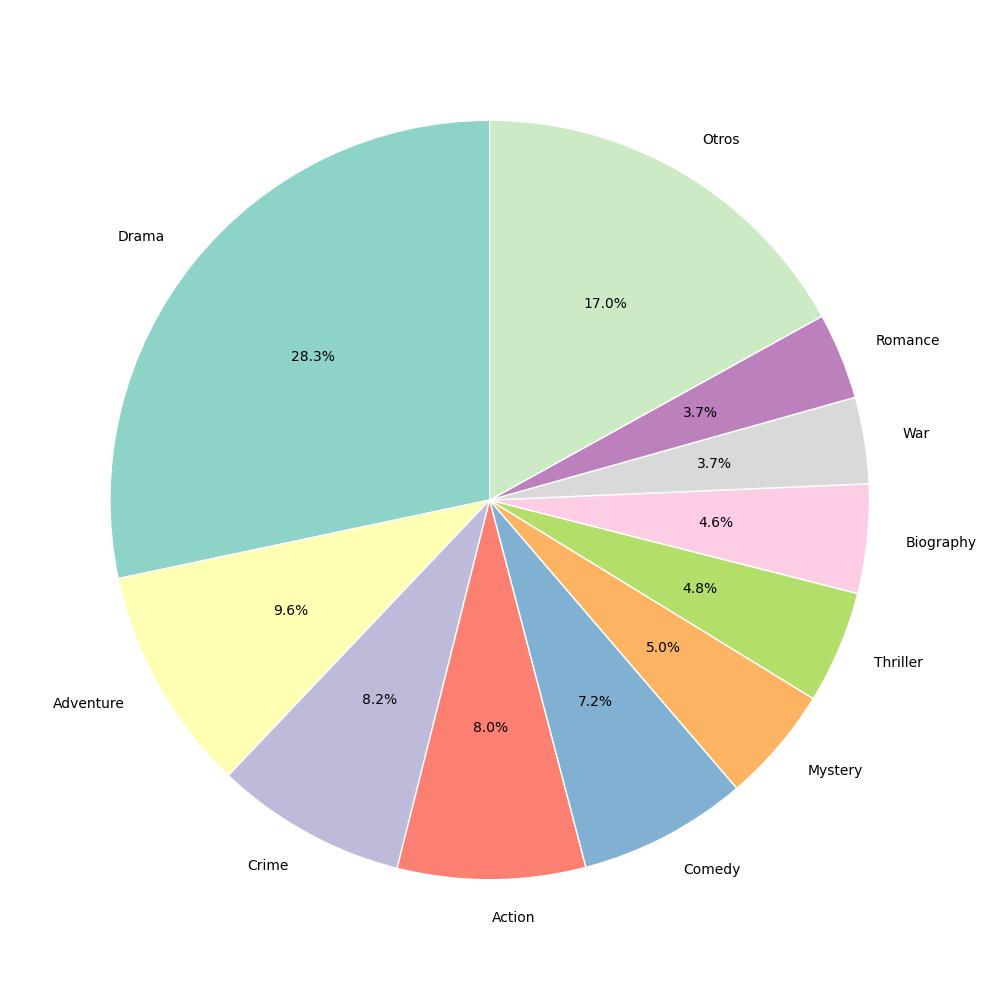 Otros
Drama
17.0%
Romance
28.3%
3.7%
War
3.7%
4.6%
Biography
4.8%
9.6%
5.0%
Thriller
Adventure
8.2%
7.2%
8.0%
Mystery
Crime
Comedy
Action